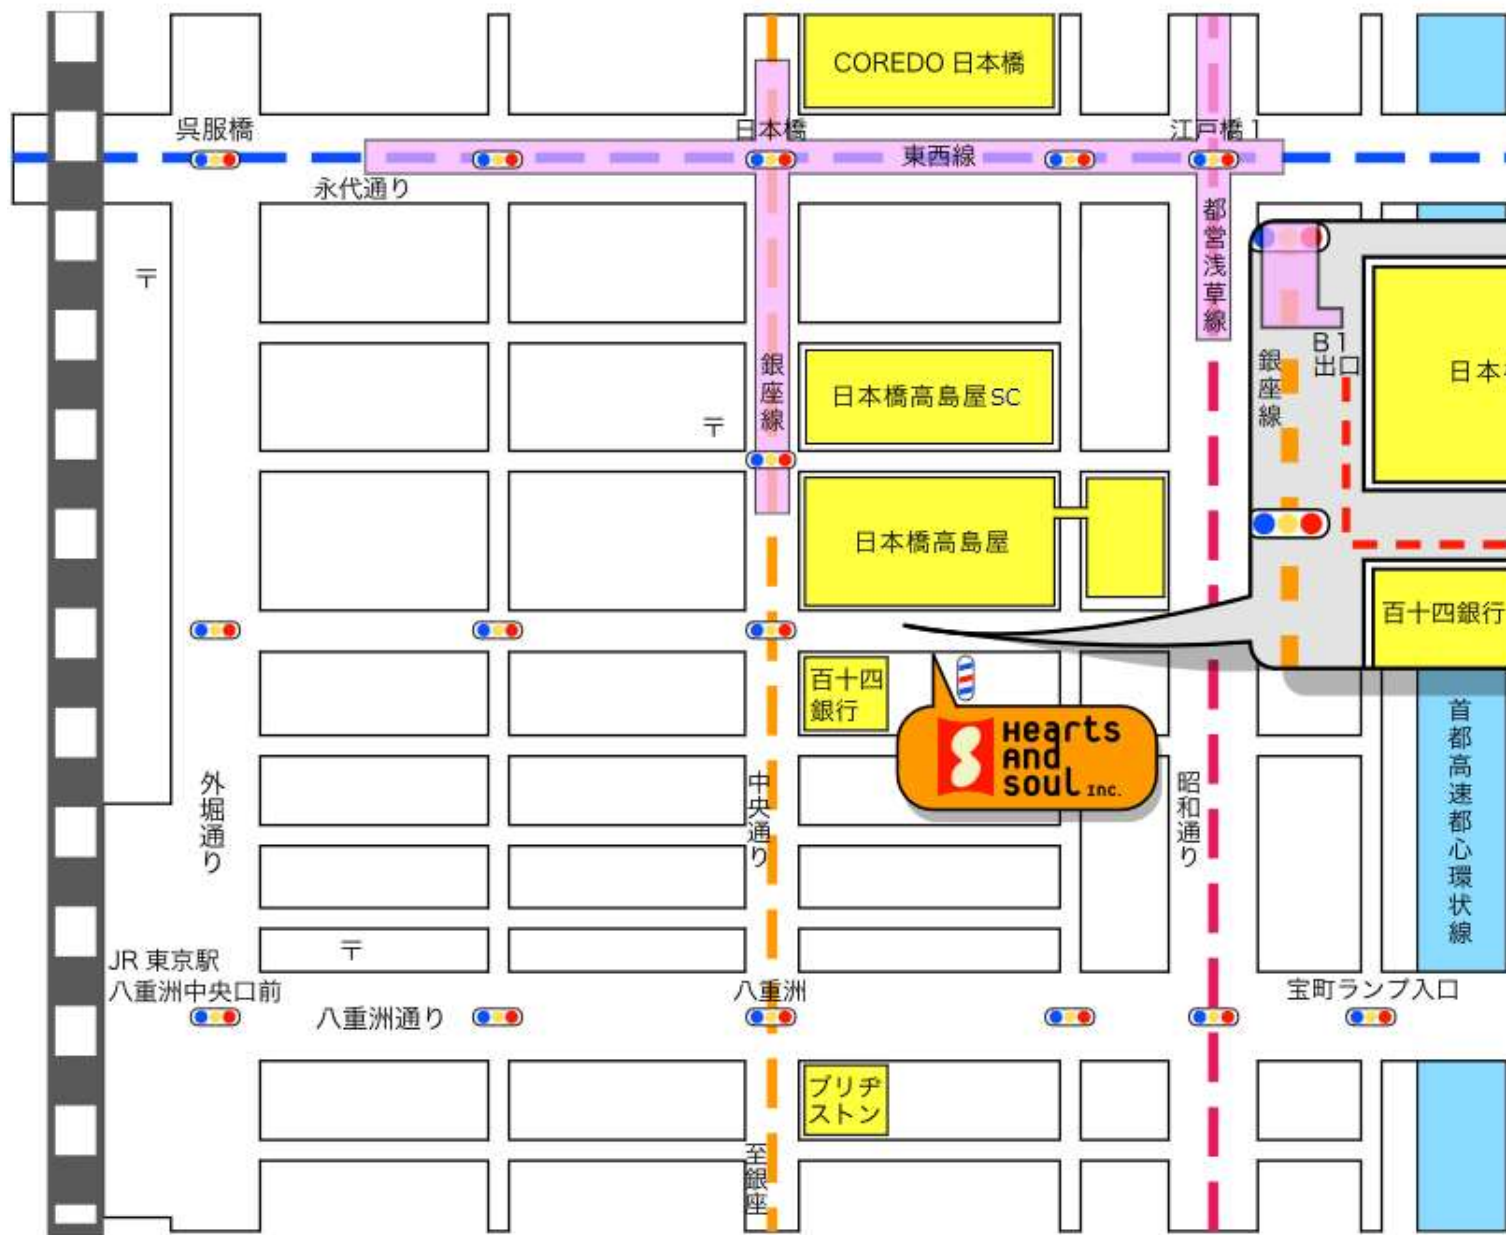 COREDO 日本橋
呉服橋
日本橋
江戸橋 1
東西線
永代通り
〒
都営浅草線
銀座線
日本橋高島屋 SC
〒
B1
出口
銀座線
日本
日本橋高島屋
百十四銀行
百十四
銀行
Hearts
And
Soul Inc.
外堀通り
中央通り
昭和通り
首都高速都心環状線
〒
JR 東京駅
八重洲中央口前
八重洲通り
八重洲
宝町ランプ入口
ブリヂ
ストン
至銀座